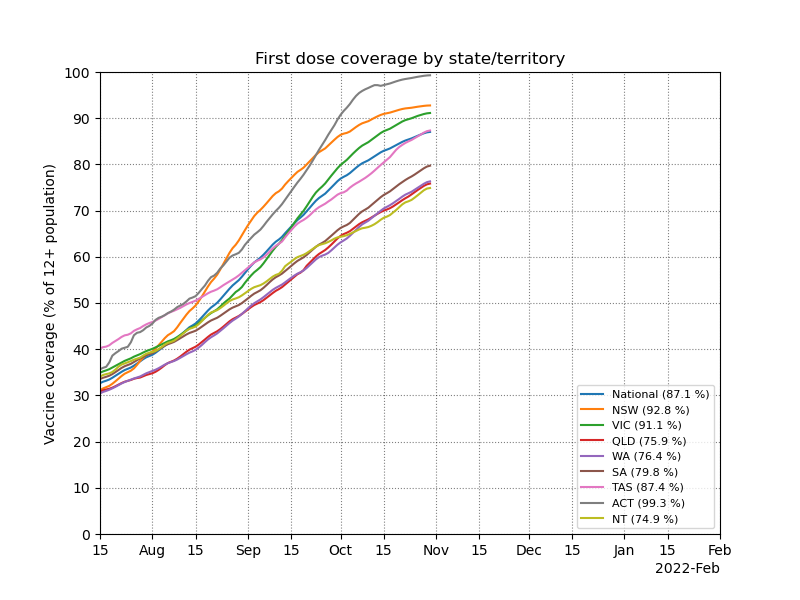 First dose coverage by state/territory
Vaccine coverage (% of 12+ population)
100
90
80
70
60
50
40
30
20
10
0
National (87.1 %)
NSW (92.8 %)
VIC (91.1 %)
QLD (75.9 %)
WA (76.4 %)
SA (79.8 %)
TAS (87.4 %)
ACT (99.3 %)
NT (74.9 %)
15 Aug 15 Sep 15 Oct 15 Nov 15 Dec 15 Jan 15 Feb
2022-Feb